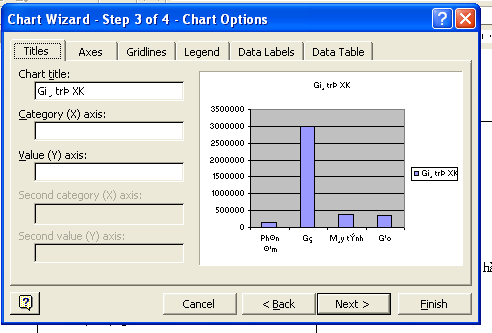 Chart Wizard - Step 3 of 4 - Chart Options
Titles Axes Gridlines Legend Data Labels Data Table
Chart title:
Gi¸ trÞ XK
Category (X) axis:
Value (Y) axis:
Second category (X) axis:
Second value (Y) axis:
Gi¸ trÞ XK
3500000
3000000
2500000
2000000
1500000
1000000
500000
0
Ph©n
®¹m
Gç
M¸y tÝnh
G¹o
Gi¸ trÞ XK
Cancel
< Back
Next >
Finish